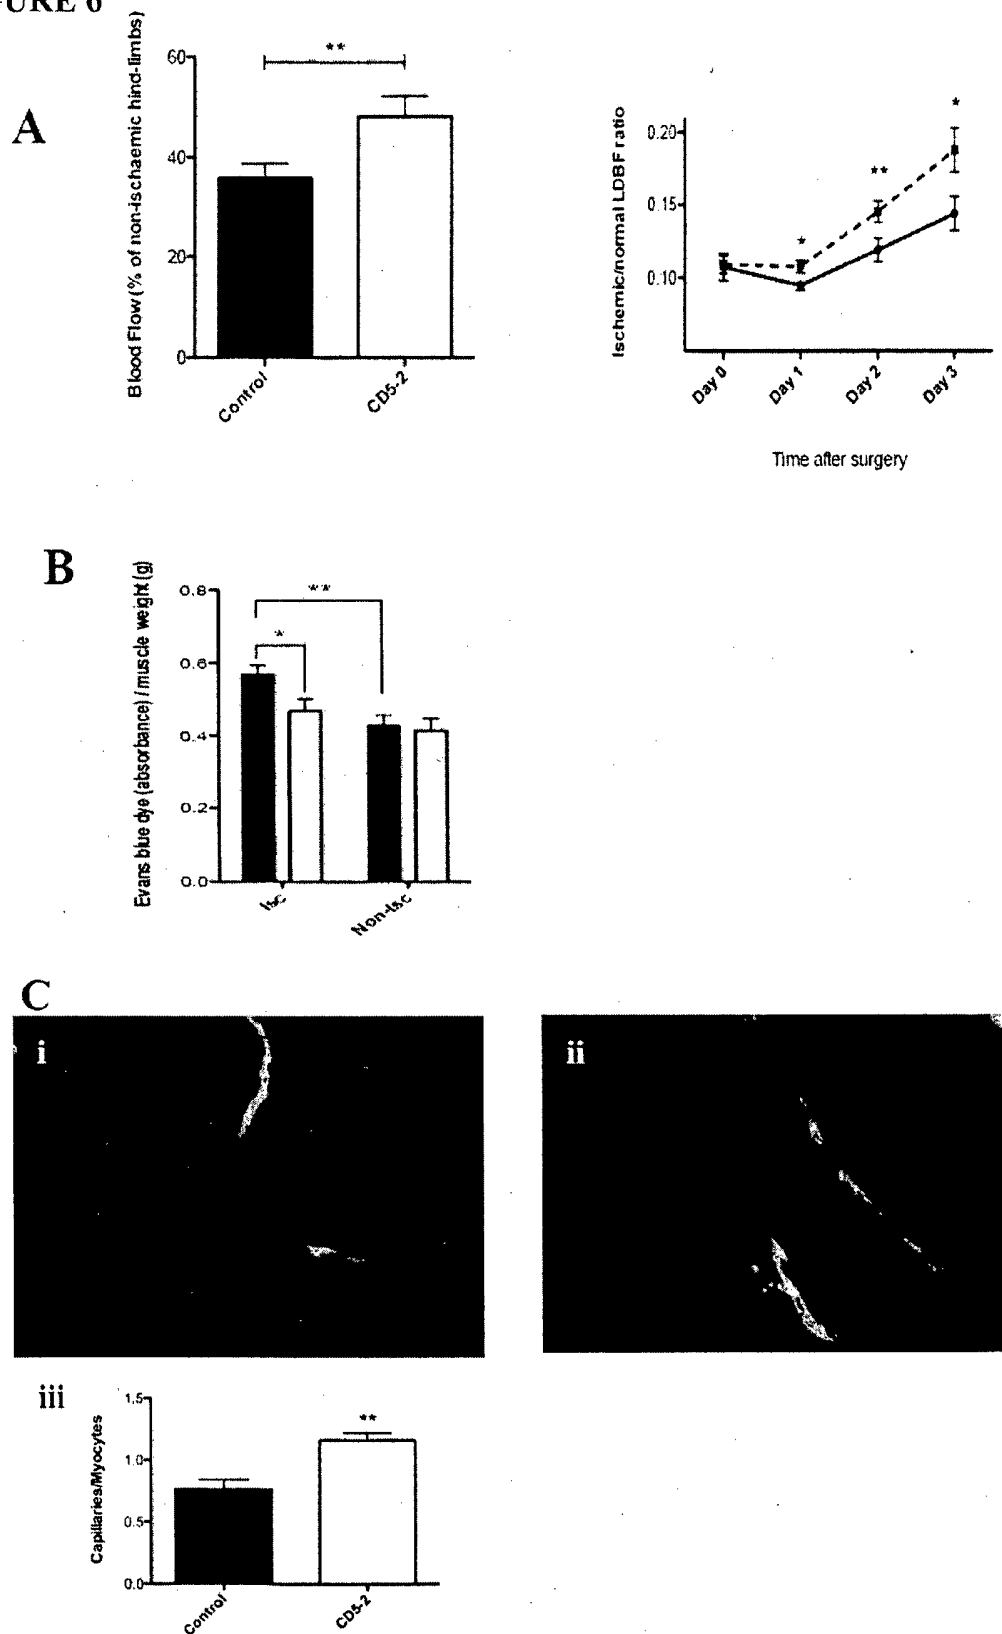 A
Blood Flow (% of non-ischaemic hind-limbs)
60
40
20
0
**
Control
CD5-2
Ischemic/normal LDBF ratio
0.20
0.15
0.10
*
**
*
Day 0
Day 1
Day 2
Day 3
Time after surgery
B
Evans blue dye (absorbance) / muscle weight (g)
0.8
0.6
0.4
0.2
0.0
**
*
Isc
Non-Isc
C
i
ii
iii
Capillaries/Myocytes
1.5
1.0
0.5
0.0
**
Control
CD5-2